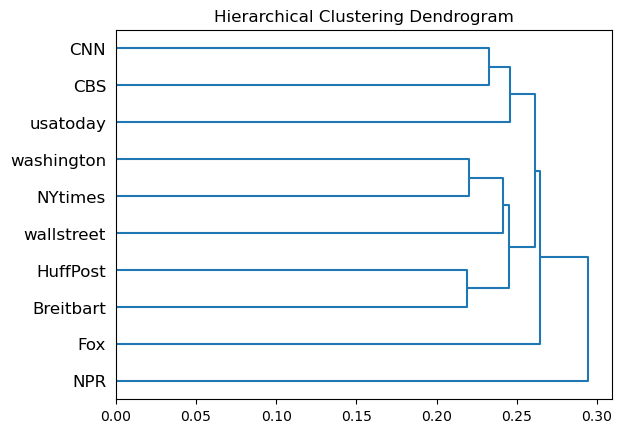 Hierarchical Clustering Dendrogram
CNN
CBS
usatoday
washington
NYtimes
wallstreet
HuffPost
Breitbart
Fox
NPR
0.00 0.05 0.10 0.15 0.20 0.25 0.30